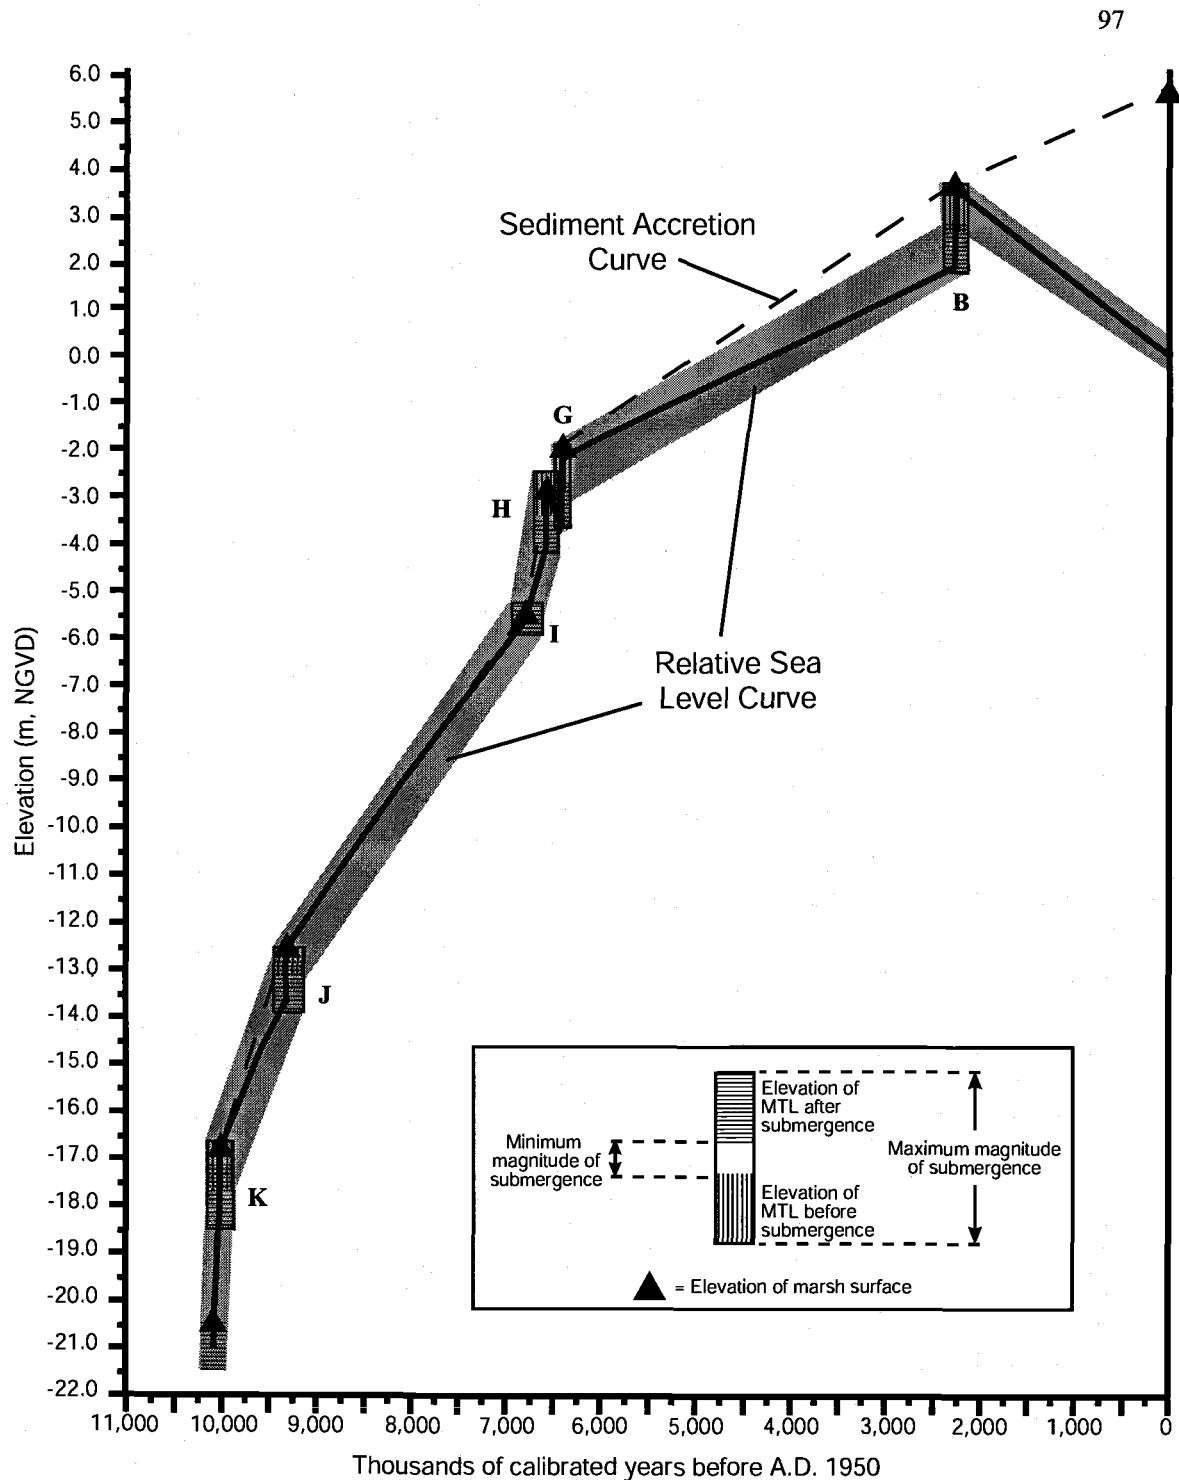 97
6.0
5.0
4.0
3.0
2.0
1.0
0.0
-1.0
-2.0
-3.0
-4.0
-5.0
-6.0
-7.0
-8.0
-9.0
-10.0
-11.0
-12.0
-13.0
-14.0
-15.0
-16.0
-17.0
-18.0
-19.0
-20.0
-21.0
-22.0
Elevation (m, NGVD)
Sediment Accretion
Curve
B
G
H
I
Relative Sea
Level Curve
J
K
Elevation of
MTL after
submergence
Minimum
magnitude of
submergence
Maximum magnitude
of submergence
Elevation of
MTL before
submergence
= Elevation of marsh surface
11,000 10,000 9,000 8,000 7,000 6,000 5,000 4,000 3,000 2,000 1,000 0
Thousands of calibrated years before A.D. 1950